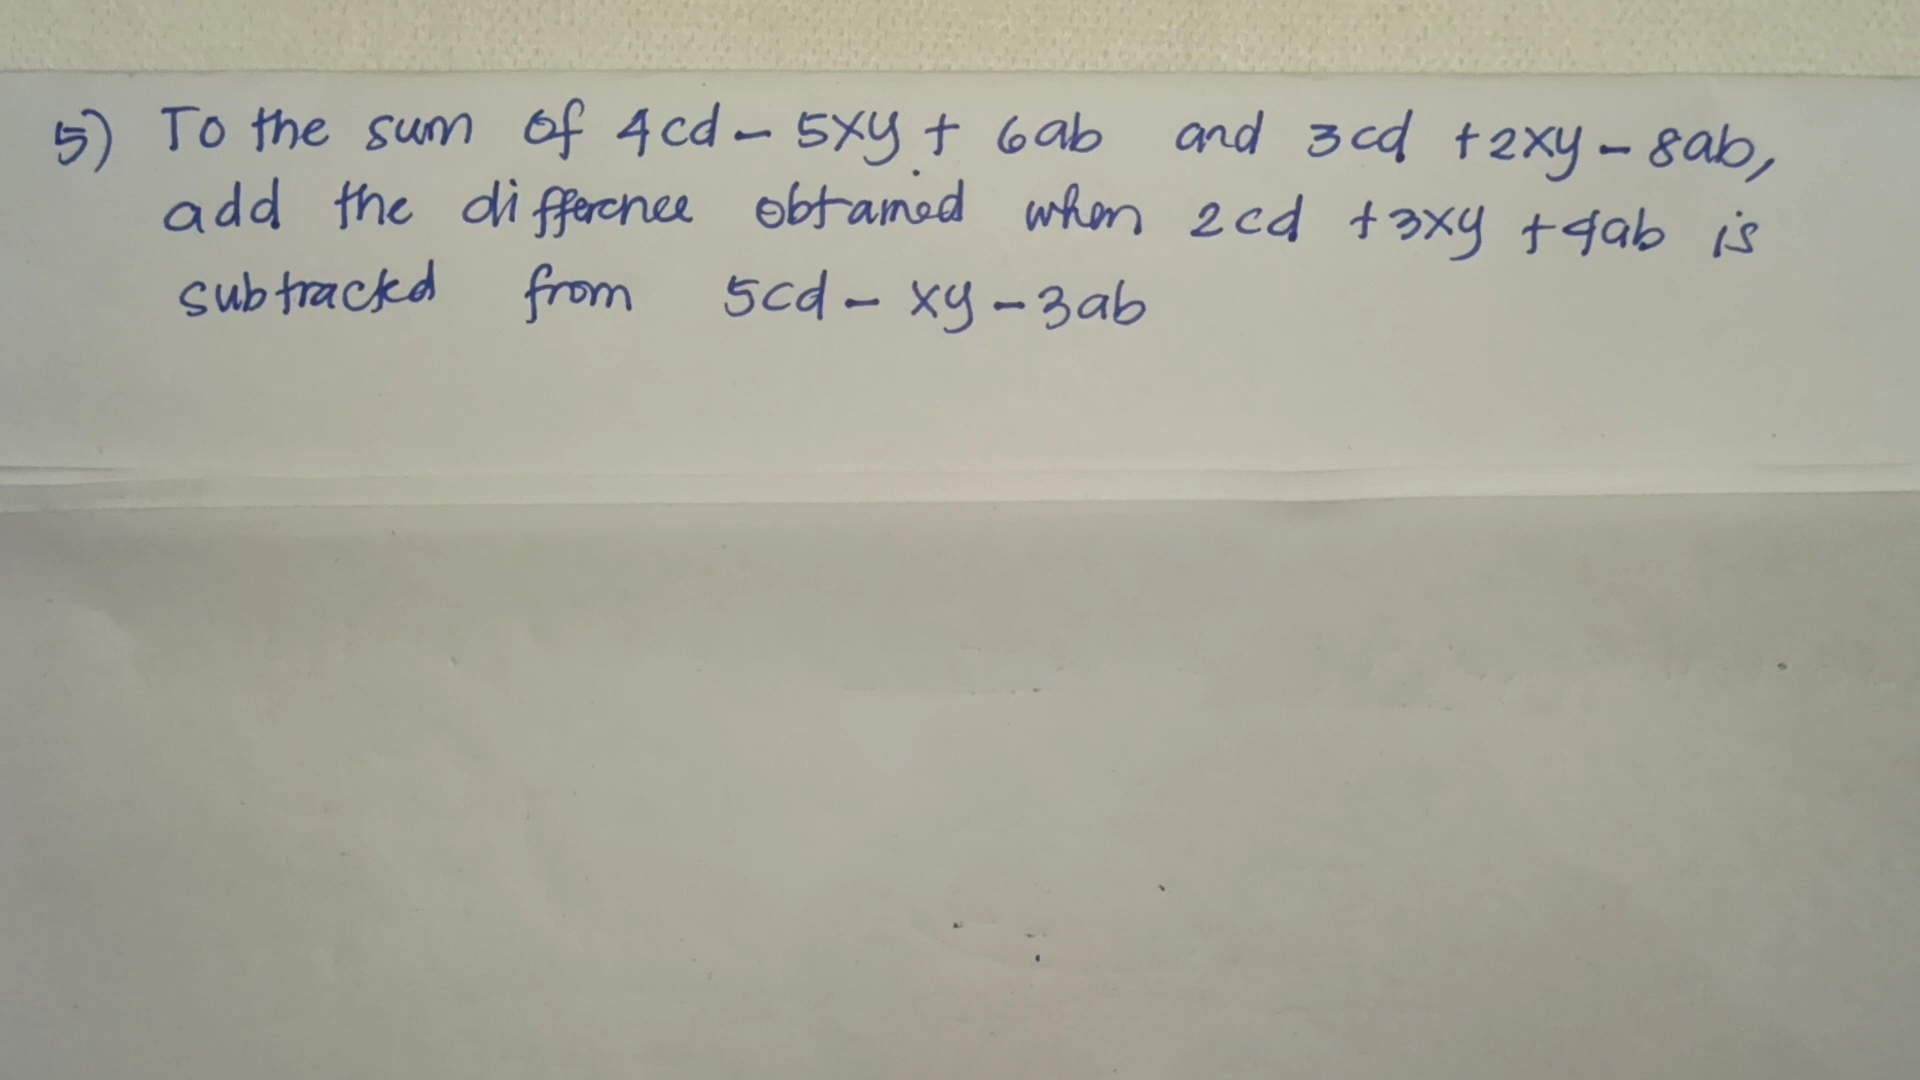 5) To the sum of 4cd - 5xy + 6ab and 3cd + 2xy - 8ab,
add the difference obtained when 2cd + 3xy + 4ab is
subtracted from 5cd - xy - 3ab